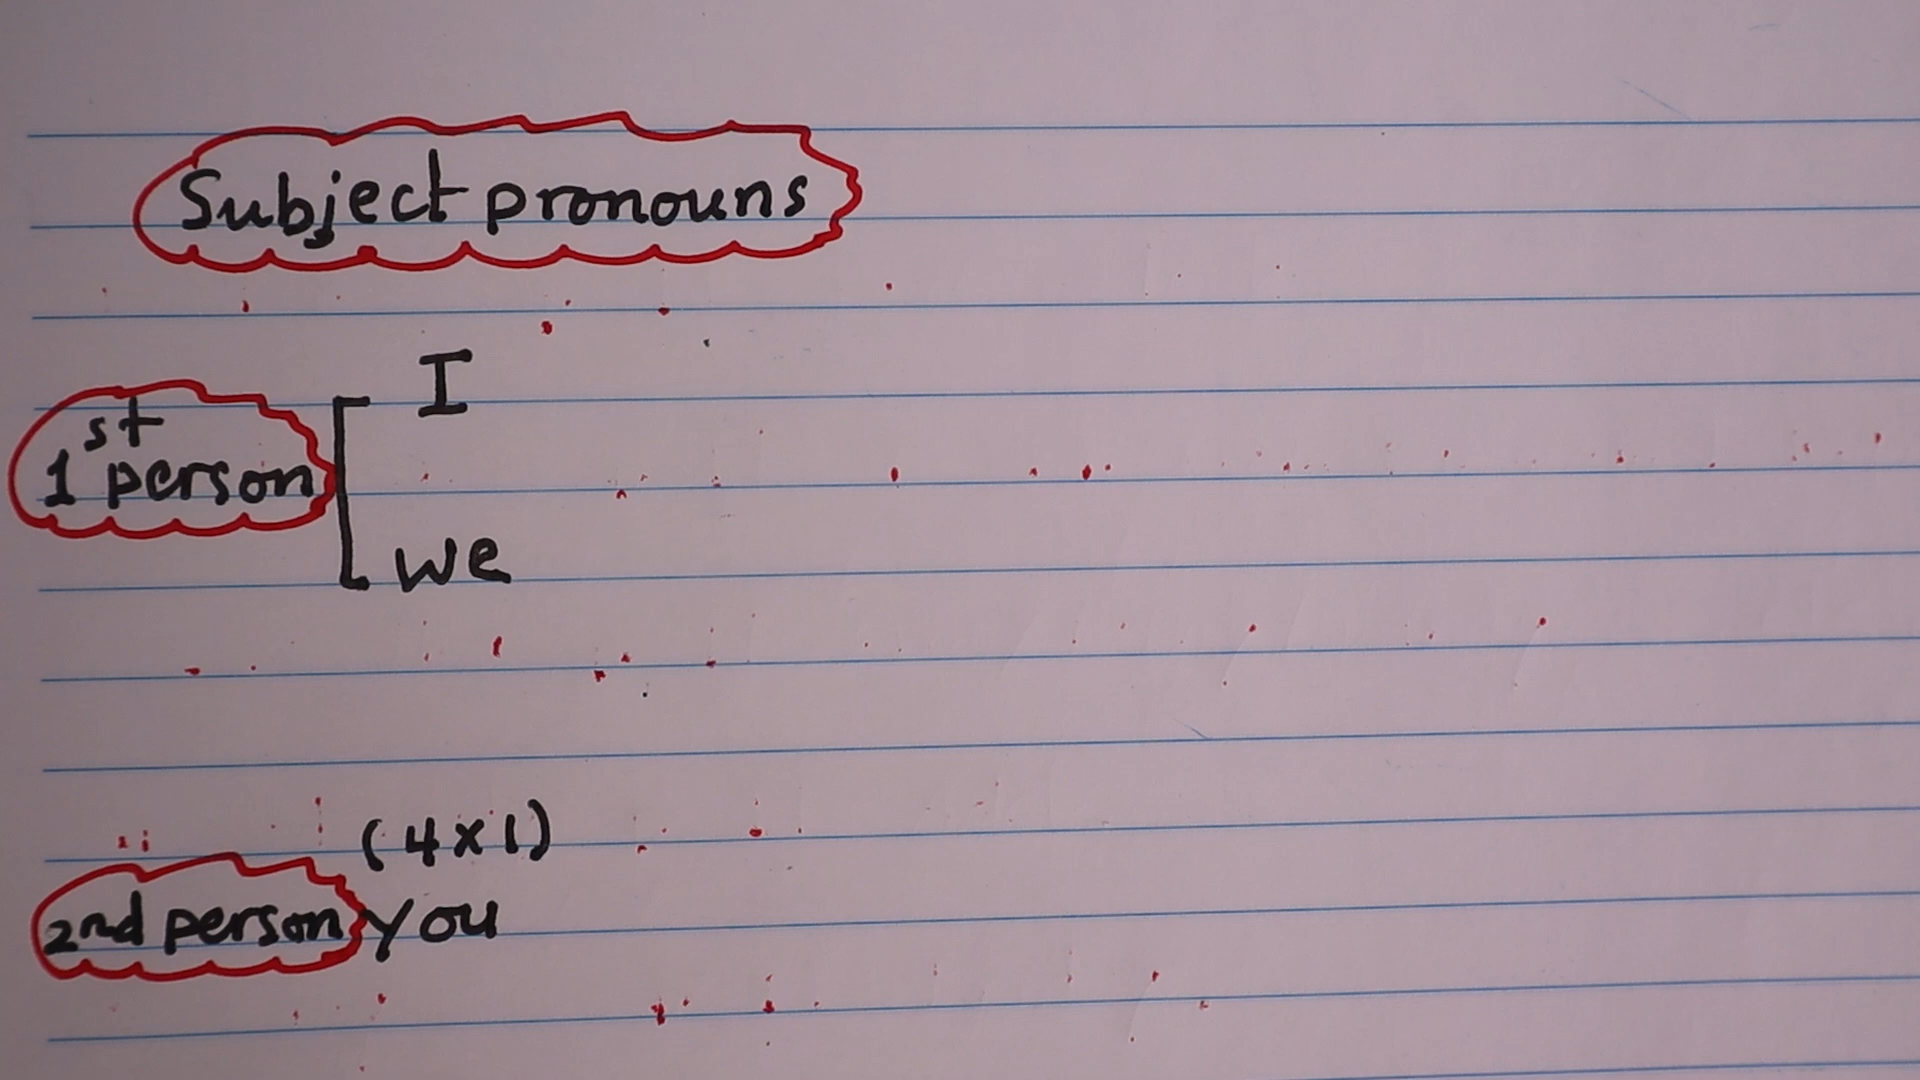 Subject pronouns
I
1st person
we
(4x1)
2nd person you